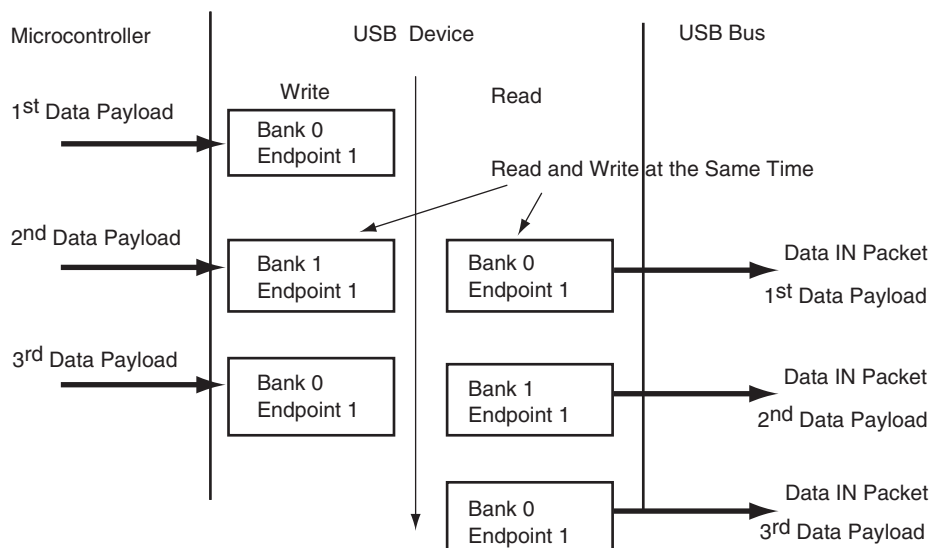 Microcontroller
USB Device
USB Bus
Write
Read
1st Data Payload
Bank 0
Endpoint 1
Read and Write at the Same Time
2nd Data Payload
Bank 1
Endpoint 1
Bank 0
Endpoint 1
Data IN Packet
1st Data Payload
3rd Data Payload
Bank 0
Endpoint 1
Bank 1
Endpoint 1
Data IN Packet
2nd Data Payload
Bank 0
Endpoint 1
Data IN Packet
3rd Data Payload